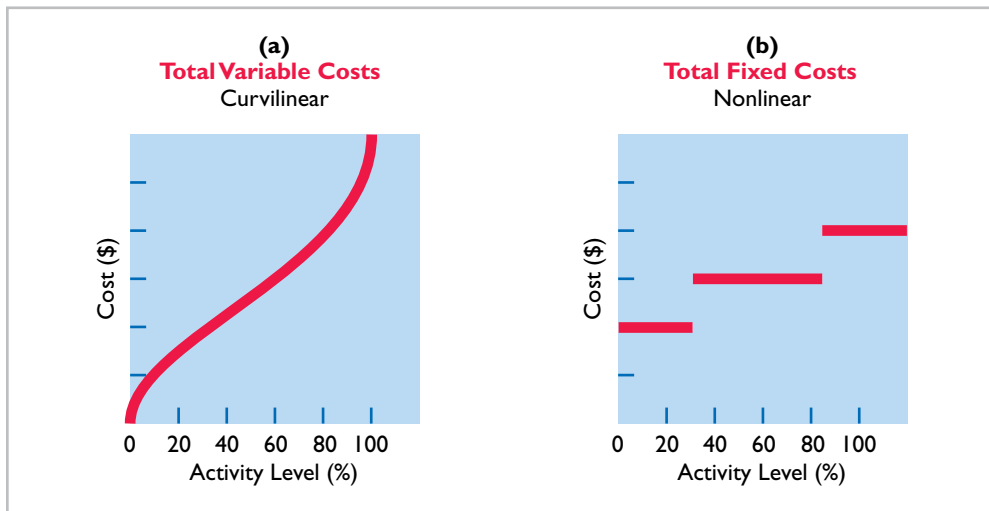 (a)
Total Variable Costs
Curvilinear
Cost ($)
0 20 40 60 80 100
Activity Level (%)
(b)
Total Fixed Costs
Nonlinear
Cost ($)
0 20 40 60 80 100
Activity Level (%)